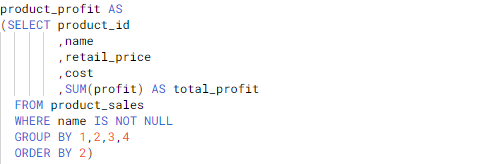 product_profit AS
(SELECT product_id
,name
,retail_price
,cost
,SUM(profit) AS total_profit
FROM product_sales
WHERE name IS NOT NULL
GROUP BY 1,2,3,4
ORDER BY 2)